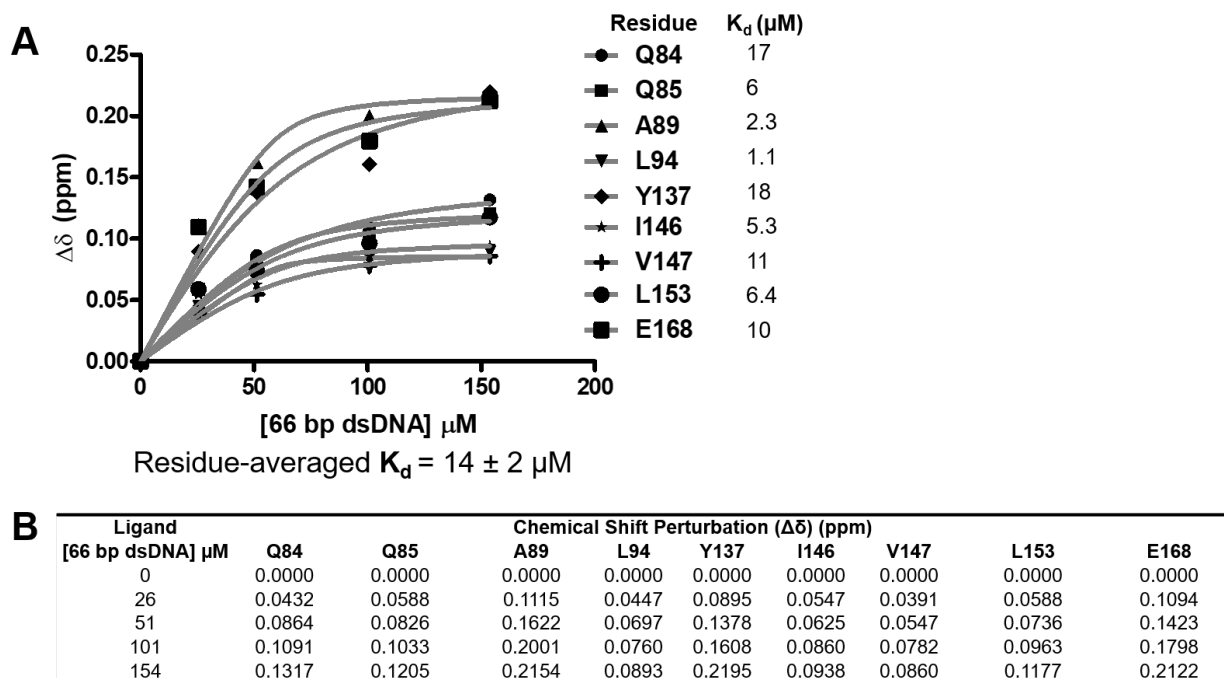 A
Residue Kd (µM)
Q84 17
Q85 6
A89 2.3
L94 1.1
Y137 18
I146 5.3
V147 11
L153 6.4
E168 10
Δδ (ppm)
0.25
0.20
0.15
0.10
0.05
0.00
0 50 100 150 200
[66 bp dsDNA] µM
Residue-averaged Kd = 14 ± 2 µM
B
Ligand Chemical Shift Perturbation (Δδ) (ppm)
[66 bp dsDNA] µM Q84 Q85 A89 L94 Y137 I146 V147 L153 E168
0 0.0000 0.0000 0.0000 0.0000 0.0000 0.0000 0.0000 0.0000 0.0000
26 0.0432 0.0588 0.1115 0.0447 0.0895 0.0547 0.0391 0.0588 0.1094
51 0.0864 0.0826 0.1622 0.0697 0.1378 0.0625 0.0547 0.0736 0.1423
101 0.1091 0.1033 0.2001 0.0760 0.1608 0.0860 0.0782 0.0963 0.1798
154 0.1317 0.1205 0.2154 0.0893 0.2195 0.0938 0.0860 0.1177 0.2122